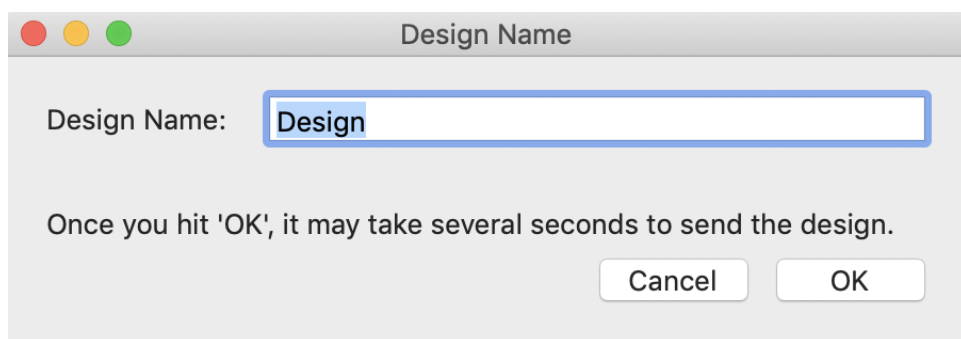 Design Name
Design Name: Design
Once you hit 'OK', it may take several seconds to send the design.
Cancel OK